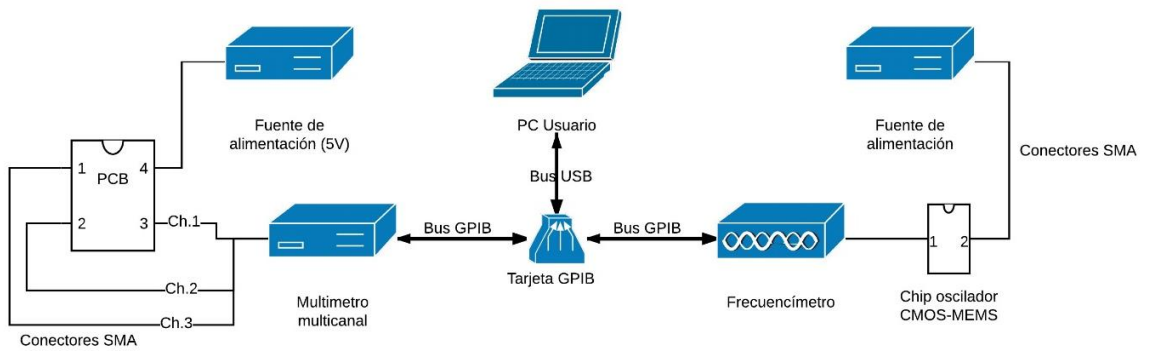 Fuente de
alimentación (5V)
PC Usuario
Fuente de
alimentación
Conectores SMA
Bus USB
1
4
PCB
2
3
Ch.1
Bus GPIB
Bus GPIB
1
2
Tarjeta GPIB
Ch.2
Multimetro
multicanal
Frecuencímetro
Chip oscilador
CMOS-MEMS
Ch.3
Conectores SMA